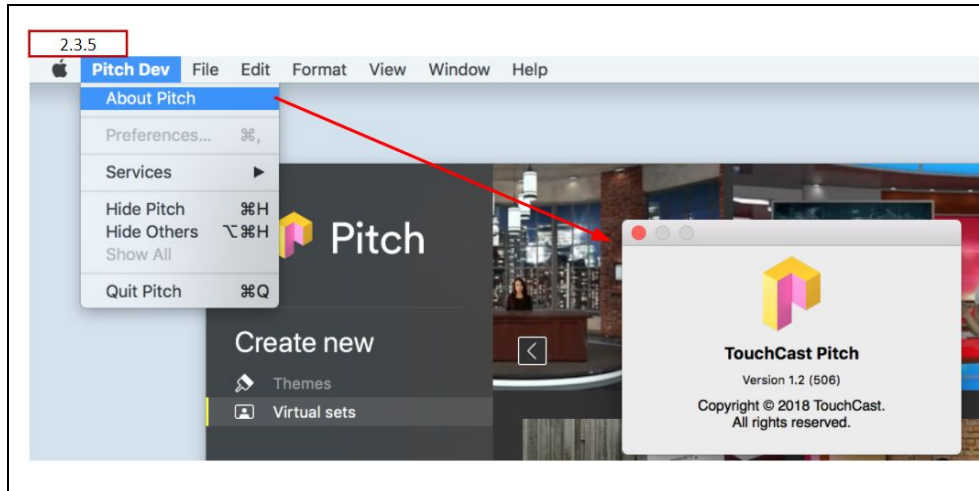 2.3.5
Pitch Dev File Edit Format View Window Help
About Pitch
Preferences... ⌘,
Services ▶
Hide Pitch ⌘H
Hide Others ⌥⌘H
Show All
Quit Pitch ⌘Q
Pitch
Create new
Themes
Virtual sets
TouchCast Pitch
Version 1.2 (506)
Copyright © 2018 TouchCast.
All rights reserved.